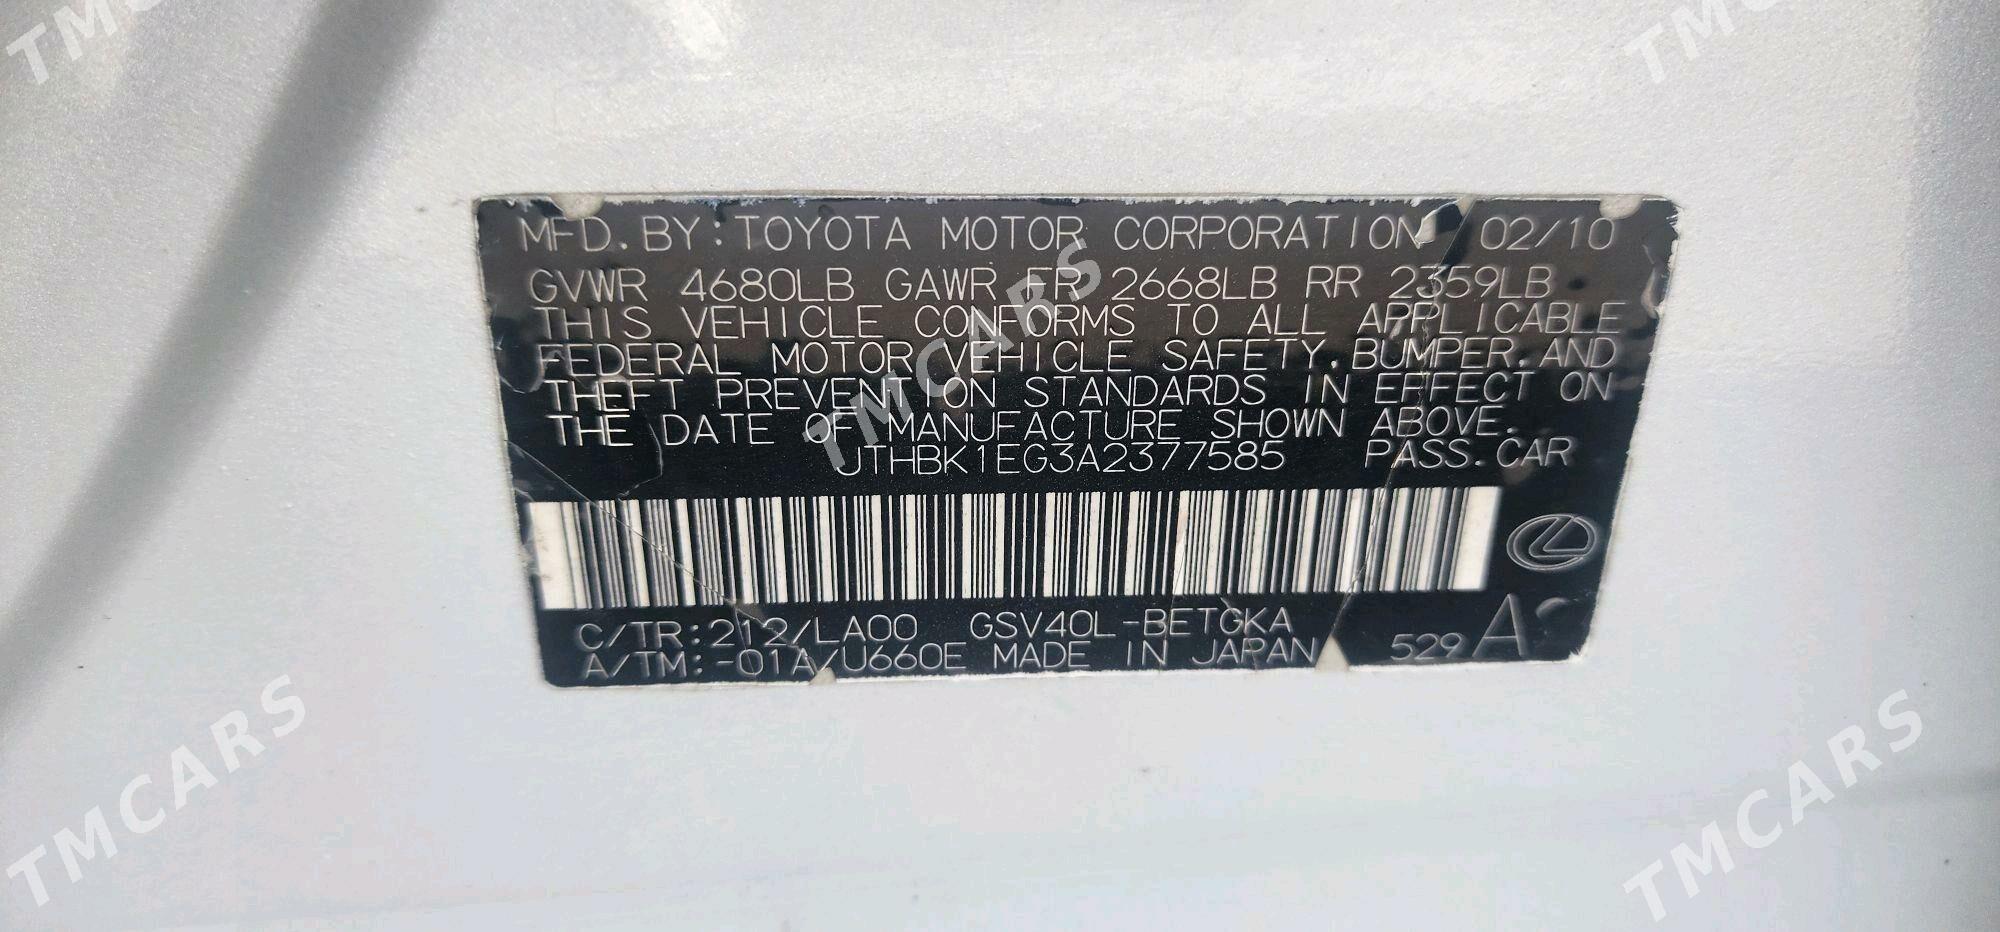 MFD. BY: TOYOTA MOTOR CORPORATION 02/10
GVWR 4680LB GAWR FR 2668LB RR 2359LB
THIS VEHICLE CONFORMS TO ALL APPLICABLE
FEDERAL MOTOR VEHICLE SAFETY, BUMPER, AND
THEFT PREVENTION STANDARDS IN EFFECT ON
THE DATE OF MANUFACTURE SHOWN ABOVE.
JTHBK1EG3A2377585 PASS. CAR
C/TR: 212/LA00 GSV40L-BETGKA
A/TM: -01A/U660E MADE IN JAPAN 529
TMCARS
TMCARS
TMCARS
TMCARS
TMCARS